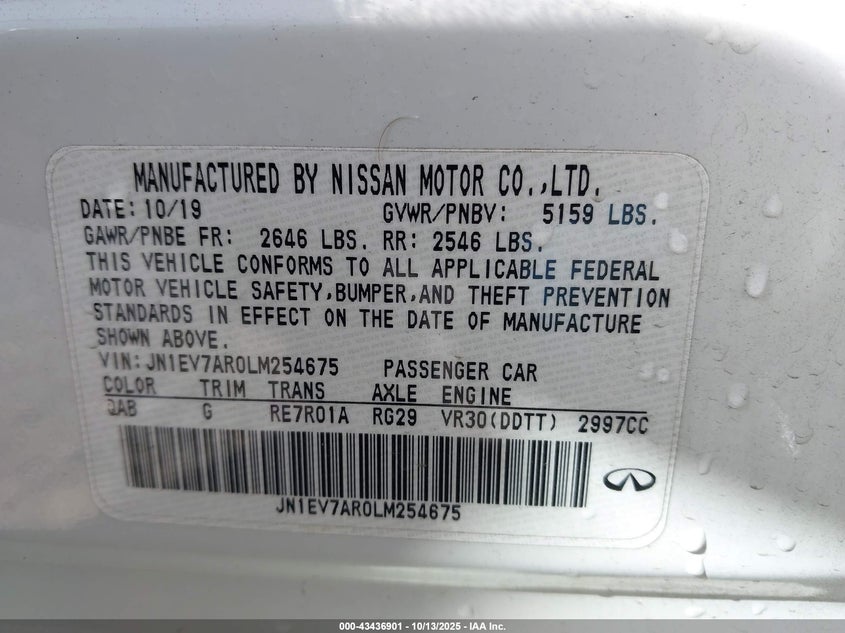 MANUFACTURED BY NISSAN MOTOR CO.,LTD.
DATE: 10/19 GVWR/PNBV: 5159 LBS.
GAWR/PNBE FR: 2646 LBS. RR: 2546 LBS.
THIS VEHICLE CONFORMS TO ALL APPLICABLE FEDERAL
MOTOR VEHICLE SAFETY,BUMPER,AND THEFT PREVENTION
STANDARDS IN EFFECT ON THE DATE OF MANUFACTURE
SHOWN ABOVE.
VIN:JN1EV7AR0LM254675 PASSENGER CAR
COLOR TRIM TRANS AXLE ENGINE
QAB G RE7R01A RG29 VR30(DDTT) 2997CC
JN1EV7AR0LM254675
000-43436901 - 10/13/2025 - IAA Inc.